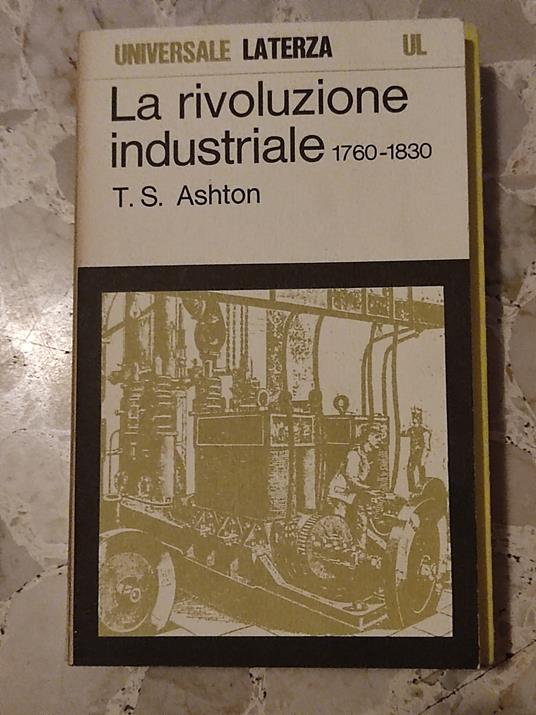 UNIVERSALE LATERZA UL
La rivoluzione
industriale 1760-1830
T. S. Ashton